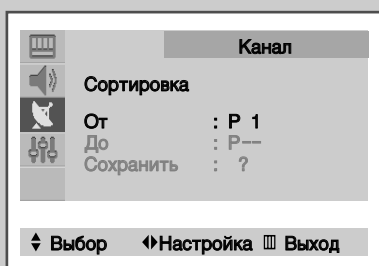 Канал
Сортировка
От : P 1
До : P--
Сохранить : ?
Выбор Настройка Выход